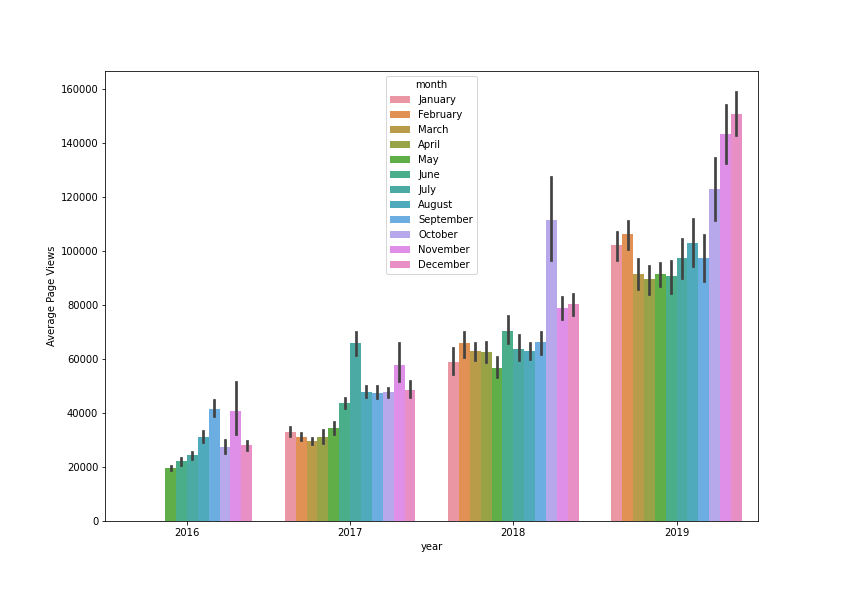 month
January
February
March
April
May
June
July
August
September
October
November
December
160000
140000
120000
100000
80000
60000
40000
20000
0
Average Page Views
2016 2017 2018 2019
year